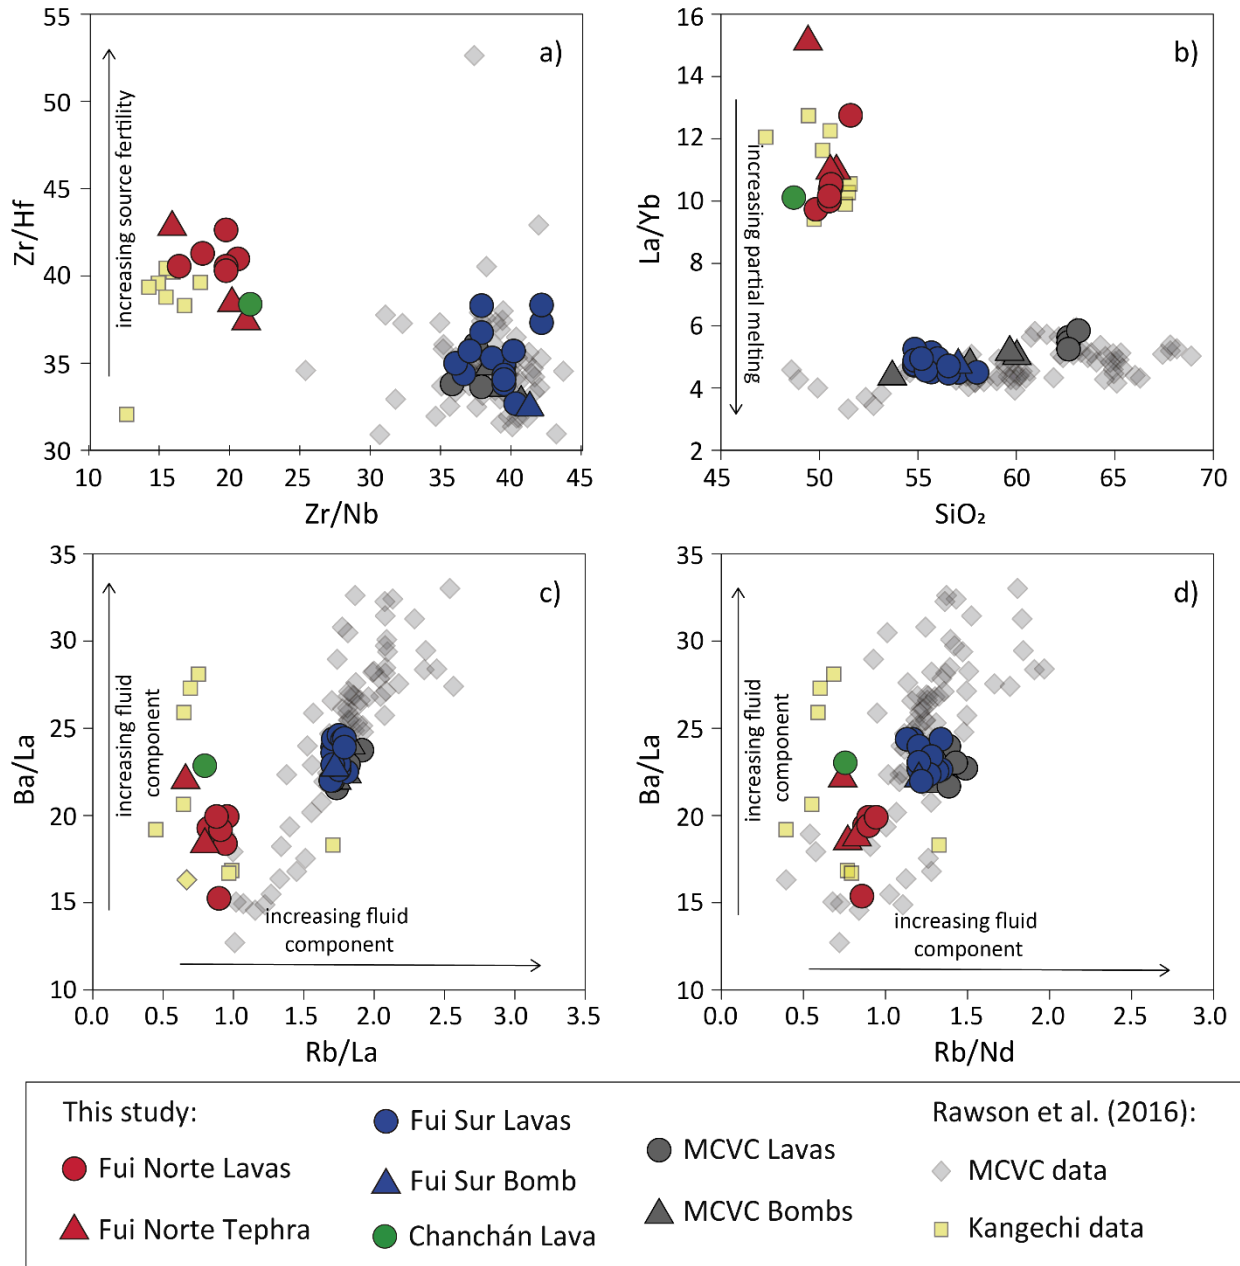 a)
55
50
45
40
35
30
Zr/Hf
increasing source fertility
10 15 20 25 30 35 40 45
Zr/Nb
b)
16
14
12
10
8
6
4
2
La/Yb
increasing partial melting
45 50 55 60 65 70
SiO₂
c)
35
30
25
20
15
10
Ba/La
increasing fluid
component
increasing fluid
component
0.0 0.5 1.0 1.5 2.0 2.5 3.0 3.5
Rb/La
d)
35
30
25
20
15
10
Ba/La
increasing fluid
component
increasing fluid
component
0.0 0.5 1.0 1.5 2.0 2.5 3.0
Rb/Nd
This study:
Fui Norte Lavas
Fui Norte Tephra
Fui Sur Lavas
Fui Sur Bomb
Chanchán Lava
MCVC Lavas
MCVC Bombs
Rawson et al. (2016):
MCVC data
Kangechi data